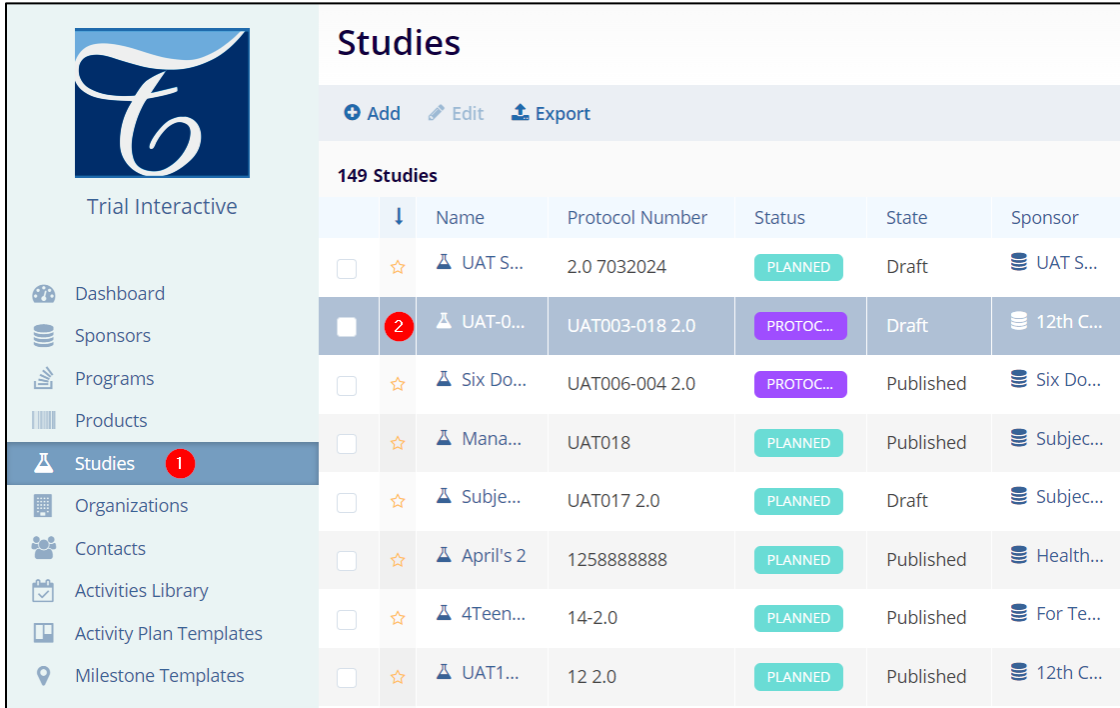 Studies
Add Edit Export
149 Studies
Trial Interactive
Name Protocol Number Status State Sponsor
UAT S... 2.0 7032024 PLANNED Draft UAT S...
2 UAT-0... UAT003-018 2.0 PROTOC... Draft 12th C...
Six Do... UAT006-004 2.0 PROTOC... Published Six Do...
Mana... UAT018 PLANNED Published Subjec...
Subje... UAT017 2.0 PLANNED Draft Subjec...
April's 2 1258888888 PLANNED Published Health...
4Teen... 14-2.0 PLANNED Published For Te...
UAT1... 12 2.0 PLANNED Published 12th C...
Dashboard
Sponsors
Programs
Products
Studies 1
Organizations
Contacts
Activities Library
Activity Plan Templates
Milestone Templates